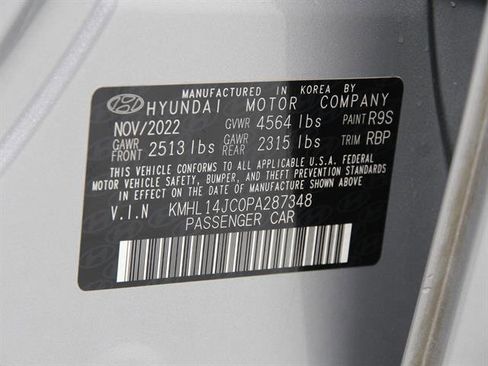 MANUFACTURED IN KOREA BY
HYUNDAI MOTOR COMPANY
NOV/2022 GVWR 4564 lbs PAINT R9S
GAWR FRONT 2513 lbs GAWR REAR 2315 lbs TRIM RBP
THIS VEHICLE CONFORMS TO ALL APPLICABLE U.S.A. FEDERAL
MOTOR VEHICLE SAFETY, BUMPER, AND THEFT PREVENTION STANDARDS
IN EFFECT ON THE DATE OF MANUFACTURE SHOWN ABOVE.
V.I.N KMHL14JC0PA287348
PASSENGER CAR